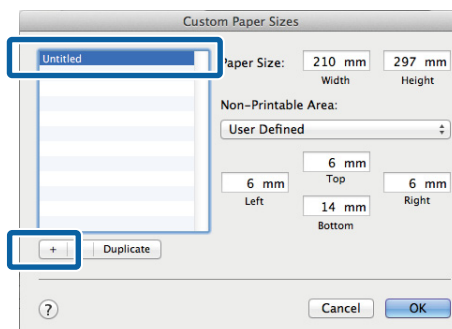 Custom Paper Sizes
Untitled
Paper Size:
210 mm
297 mm
Width
Height
Non-Printable Area:
User Defined
6 mm
Top
6 mm
6 mm
Left
Right
14 mm
Bottom
+
Duplicate
?
Cancel
OK